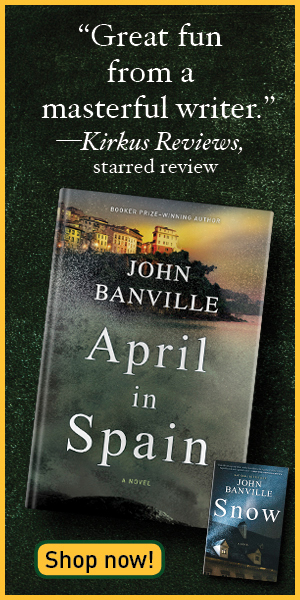 “Great fun
from a
masterful writer.”
—Kirkus Reviews,
starred review
BOOKER PRIZE–WINNING AUTHOR
JOHN
BANVILLE
April
in
Spain
A NOVEL
JOHN
BANVILLE
Snow
Shop now!